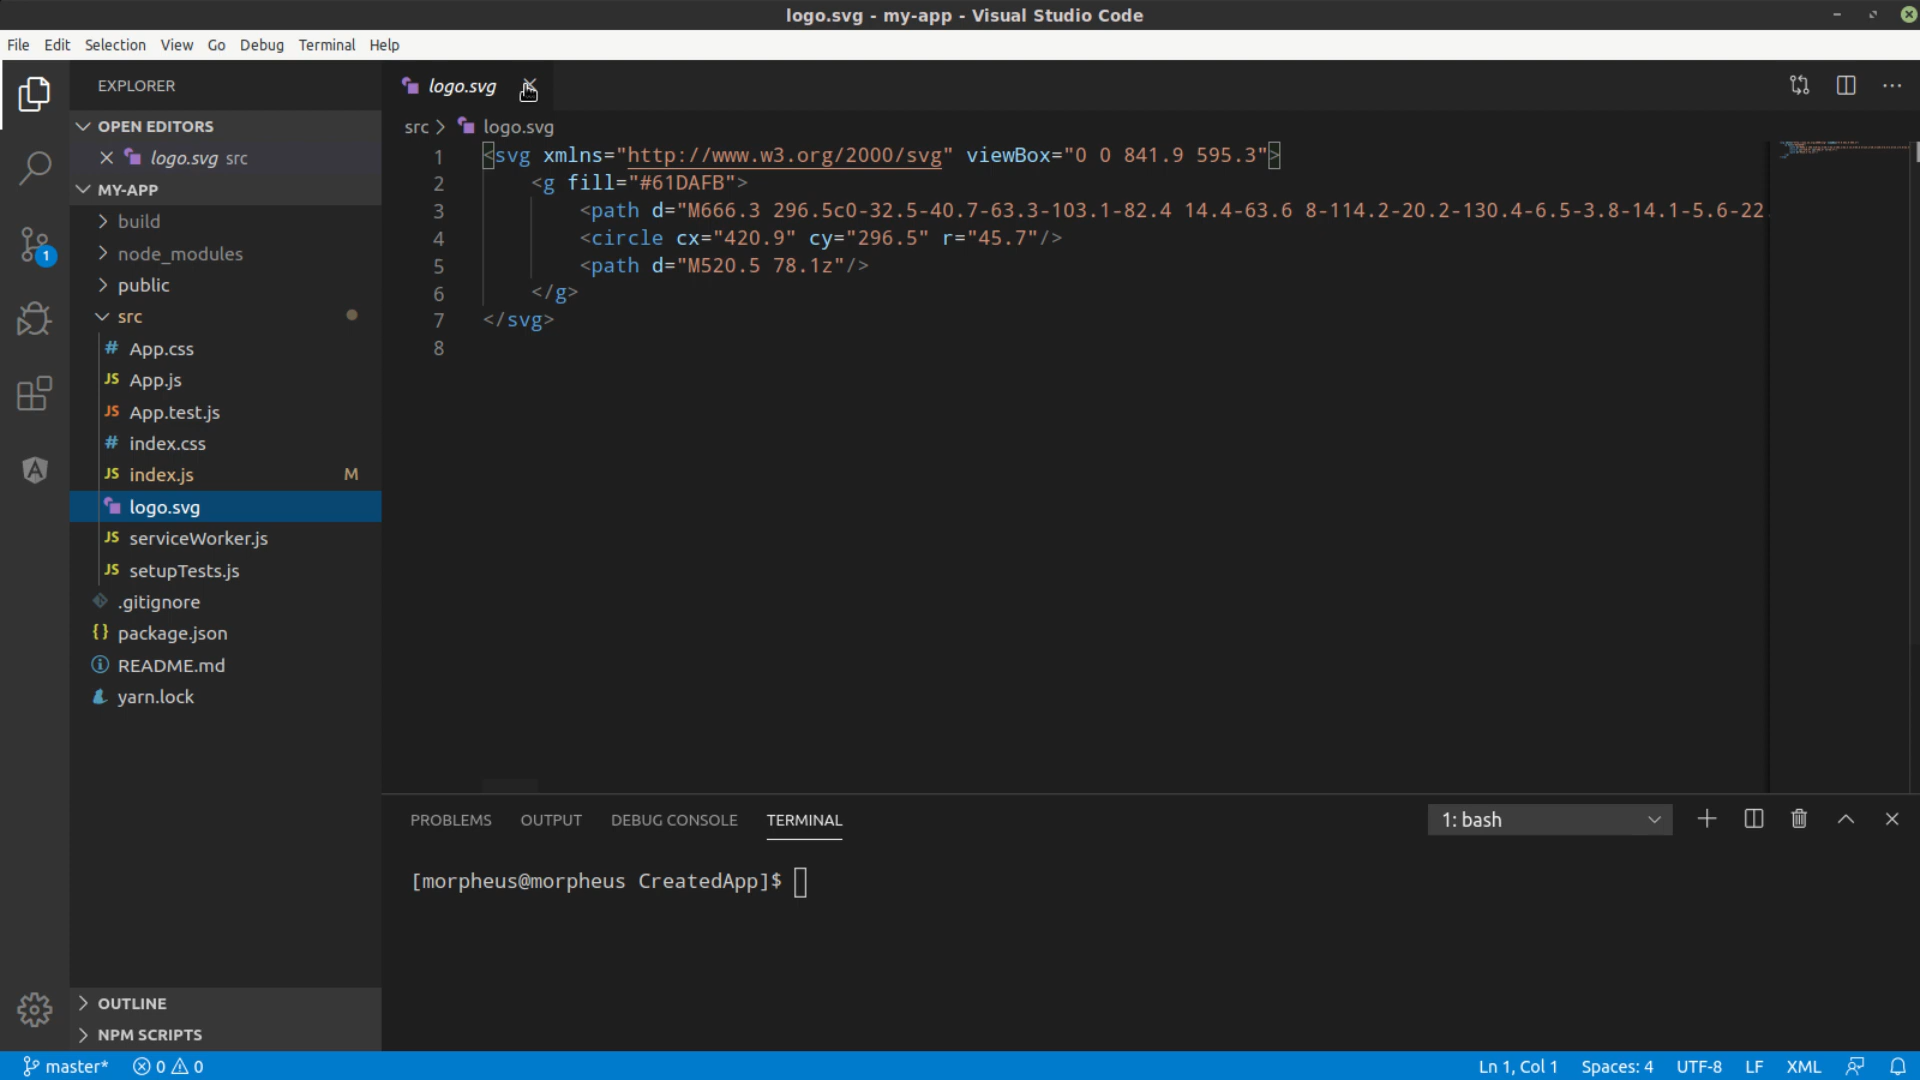 logo.svg - my-app - Visual Studio Code
File Edit Selection View Go Debug Terminal Help
EXPLORER
OPEN EDITORS
logo.svg src
MY-APP
build
node_modules
public
src
# App.css
JS App.js
JS App.test.js
# index.css
JS index.js M
logo.svg
JS serviceWorker.js
JS setupTests.js
.gitignore
{} package.json
README.md
yarn.lock
OUTLINE
NPM SCRIPTS
1
logo.svg
src > logo.svg
1 <svg xmlns="http://www.w3.org/2000/svg" viewBox="0 0 841.9 595.3">
2 <g fill="#61DAFB">
3 <path d="M666.3 296.5c0-32.5-40.7-63.3-103.1-82.4 14.4-63.6 8-114.2-20.2-130.4-6.5-3.8-14.1-5.6-22.
4 <circle cx="420.9" cy="296.5" r="45.7"/>
5 <path d="M520.5 78.1z"/>
6 </g>
7 </svg>
8
PROBLEMS OUTPUT DEBUG CONSOLE TERMINAL 1: bash
[morpheus@morpheus CreatedApp]$
master* 0 0 Ln 1, Col 1 Spaces: 4 UTF-8 LF XML